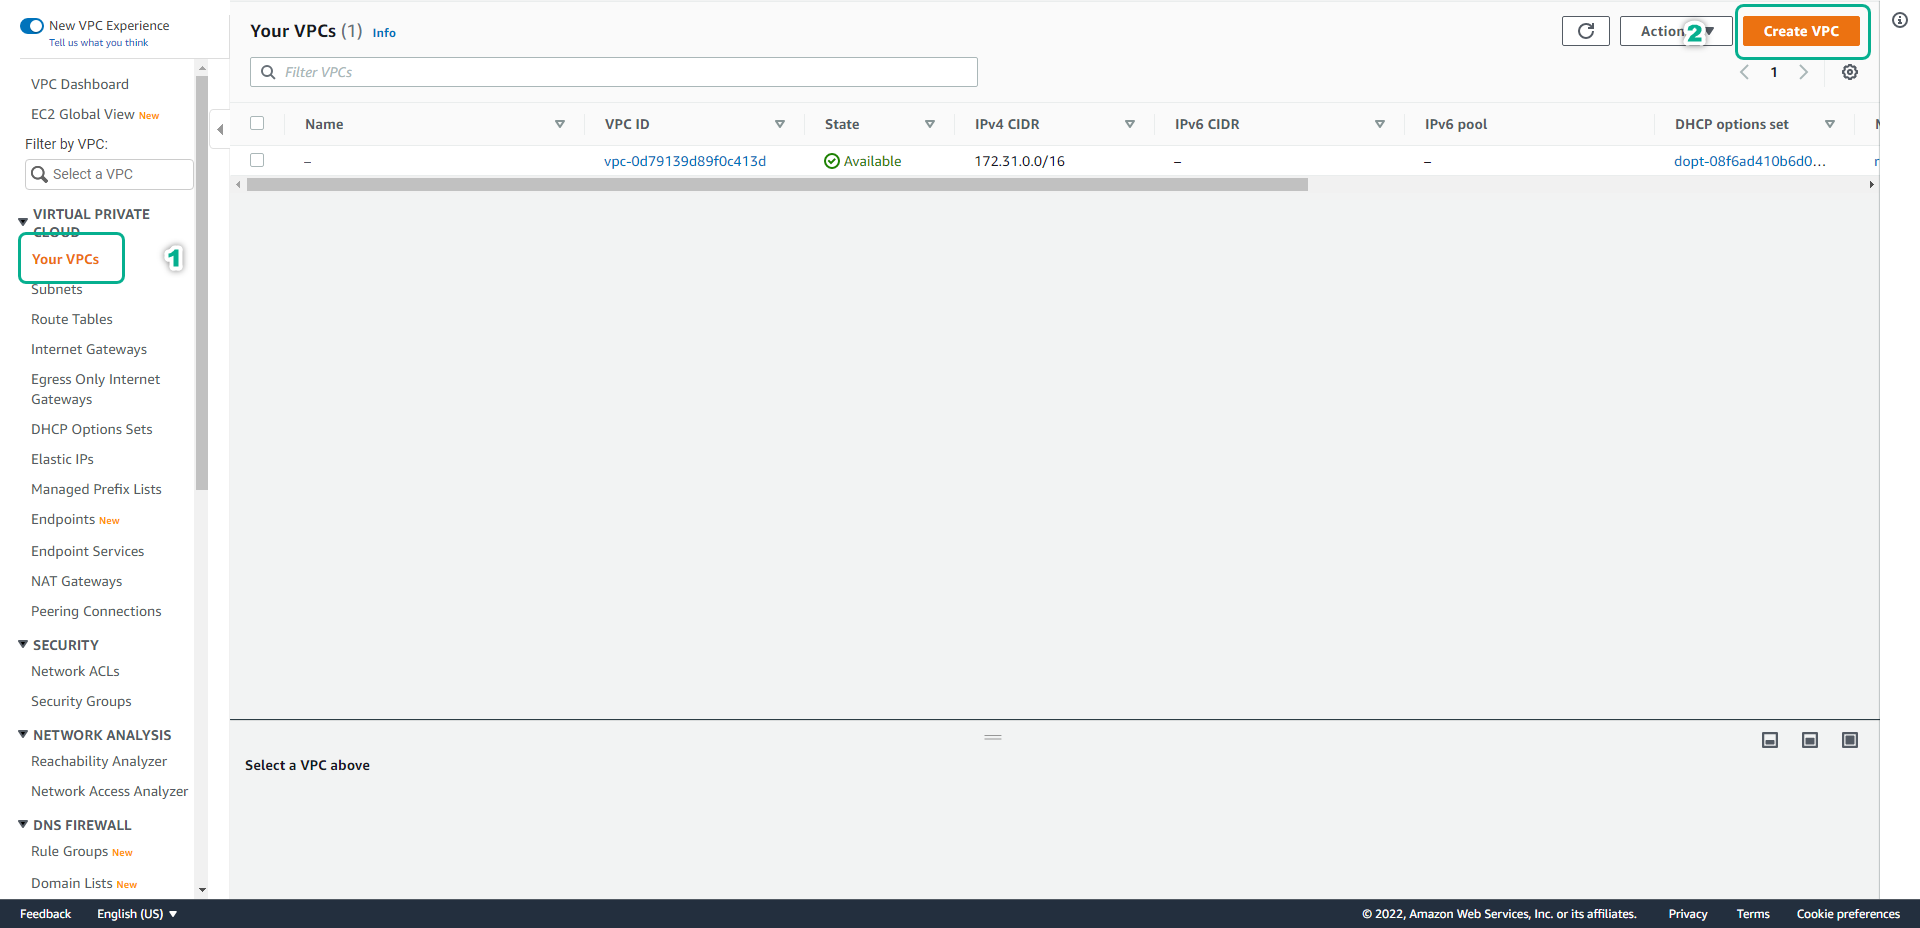 New VPC Experience
Tell us what you think
VPC Dashboard
EC2 Global View New
Filter by VPC:
Select a VPC
VIRTUAL PRIVATE
CLOUD
Your VPCs
1
Subnets
Route Tables
Internet Gateways
Egress Only Internet
Gateways
DHCP Options Sets
Elastic IPs
Managed Prefix Lists
Endpoints New
Endpoint Services
NAT Gateways
Peering Connections
SECURITY
Network ACLs
Security Groups
NETWORK ANALYSIS
Reachability Analyzer
Network Access Analyzer
DNS FIREWALL
Rule Groups New
Domain Lists New
Your VPCs (1) Info
Action 2 Create VPC
Filter VPCs
1
Name VPC ID State IPv4 CIDR IPv6 CIDR IPv6 pool DHCP options set
– vpc-0d79139d89f0c413d Available 172.31.0.0/16 – – dopt-08f6ad410b6d0...
Select a VPC above
Feedback English (US) © 2022, Amazon Web Services, Inc. or its affiliates. Privacy Terms Cookie preferences